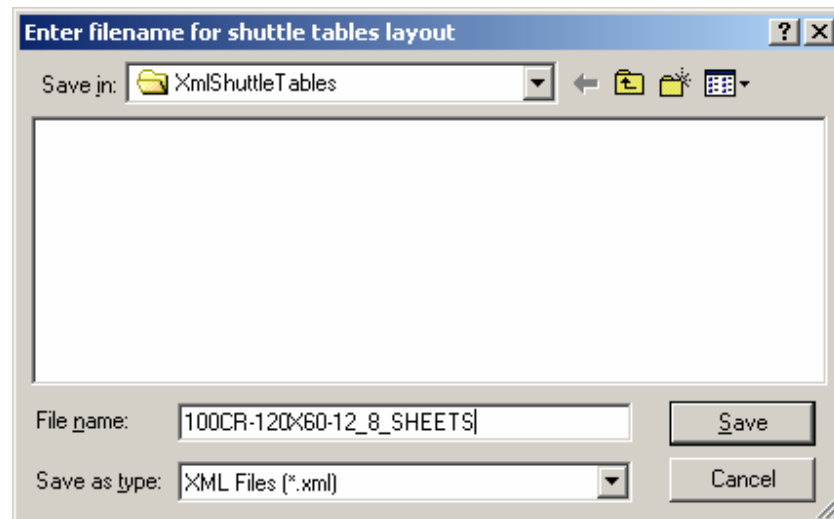 Enter filename for shuttle tables layout
Save in: XmlShuttleTables
File name: 100CR-120X60-12_8_SHEETS Save
Save as type: XML Files (*.xml) Cancel